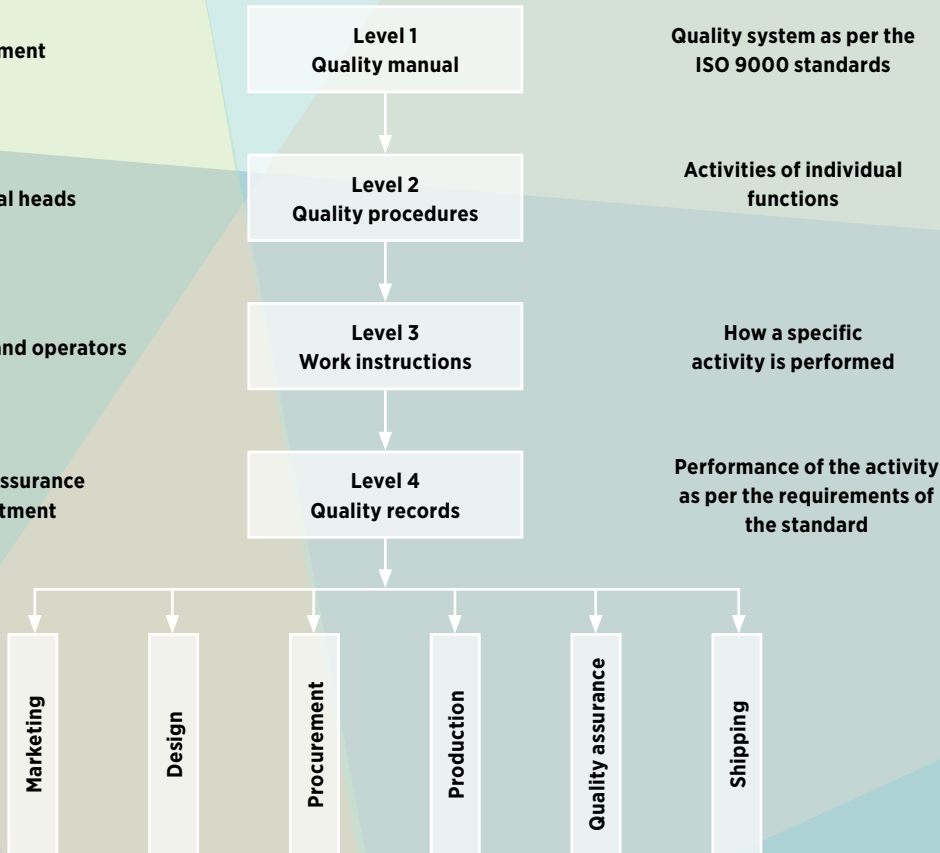 ment
Level 1
Quality manual
Quality system as per the
ISO 9000 standards
al heads
Level 2
Quality procedures
Activities of individual
functions
and operators
Level 3
Work instructions
How a specific
activity is performed
ssurance
tment
Level 4
Quality records
Performance of the activity
as per the requirements of
the standard
Marketing
Design
Procurement
Production
Quality assurance
Shipping